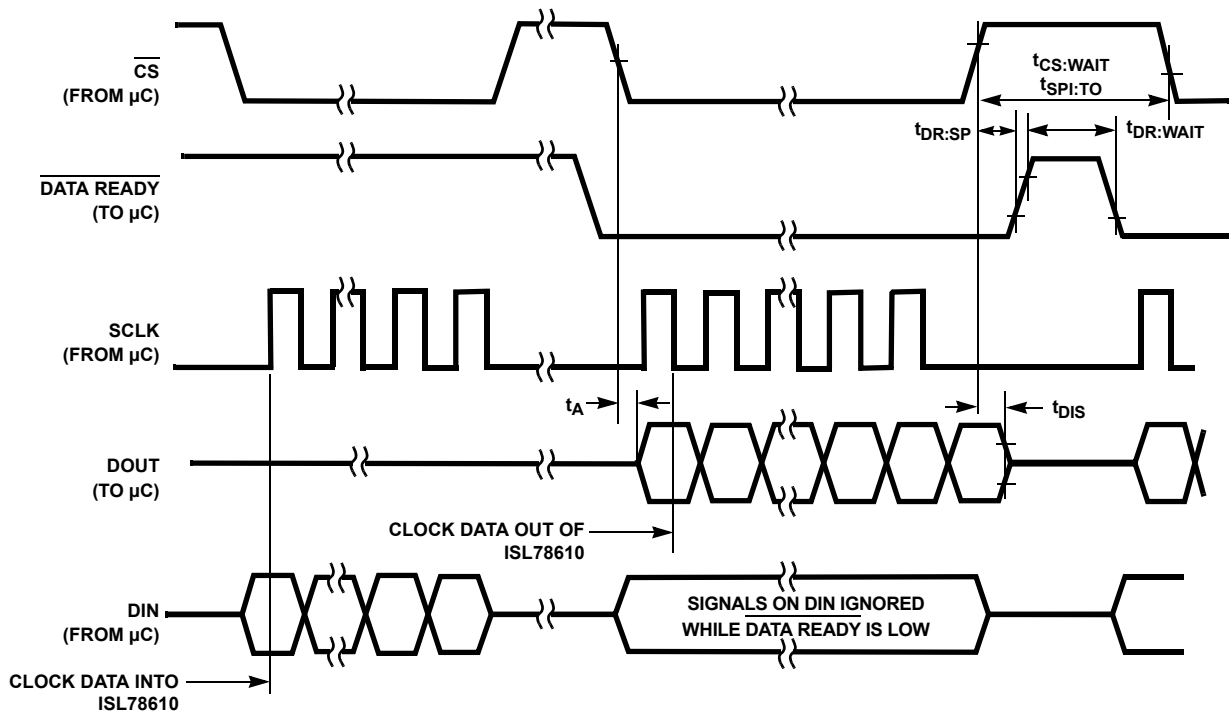 CS
(FROM µC)
tCS:WAIT
tSPI:TO
tDR:SP
tDR:WAIT
DATA READY
(TO µC)
SCLK
(FROM µC)
tA
tDIS
DOUT
(TO µC)
CLOCK DATA OUT OF
ISL78610
DIN
(FROM µC)
SIGNALS ON DIN IGNORED
WHILE DATA READY IS LOW
CLOCK DATA INTO
ISL78610